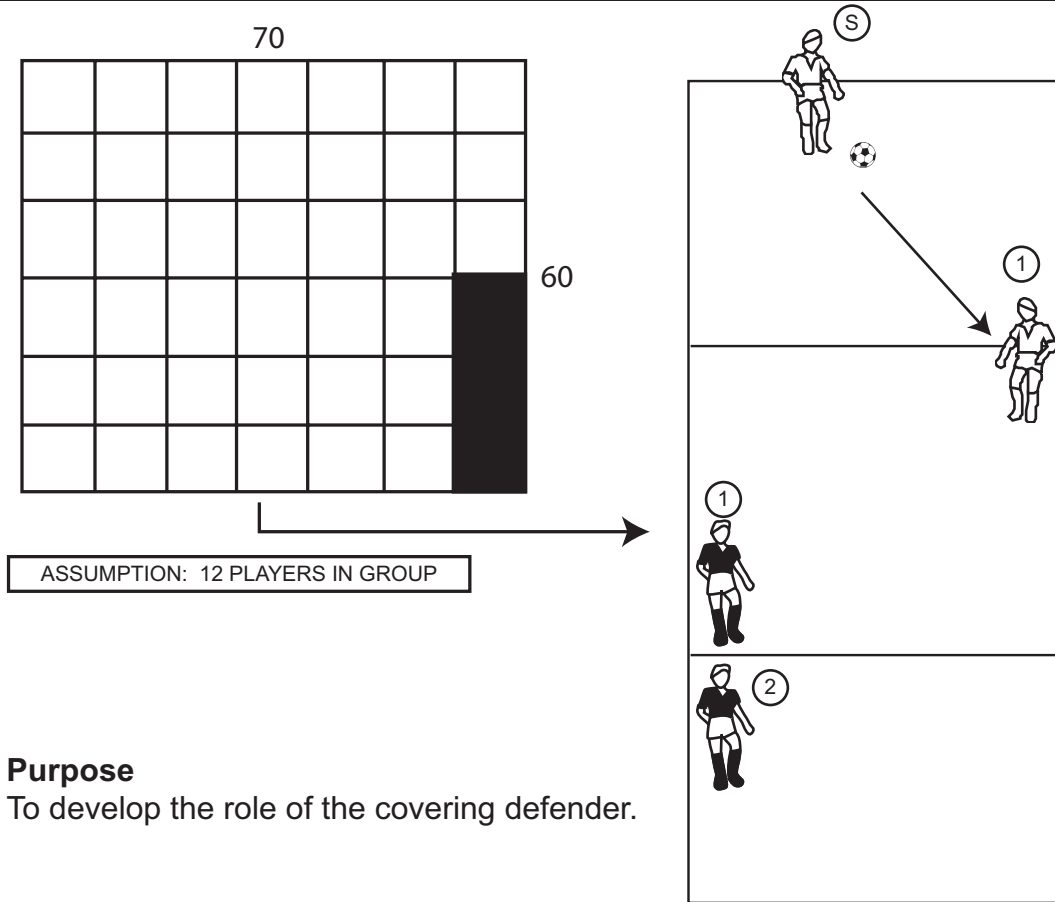 70
60
ASSUMPTION: 12 PLAYERS IN GROUP
Purpose
To develop the role of the covering defender.
S
1
1
2